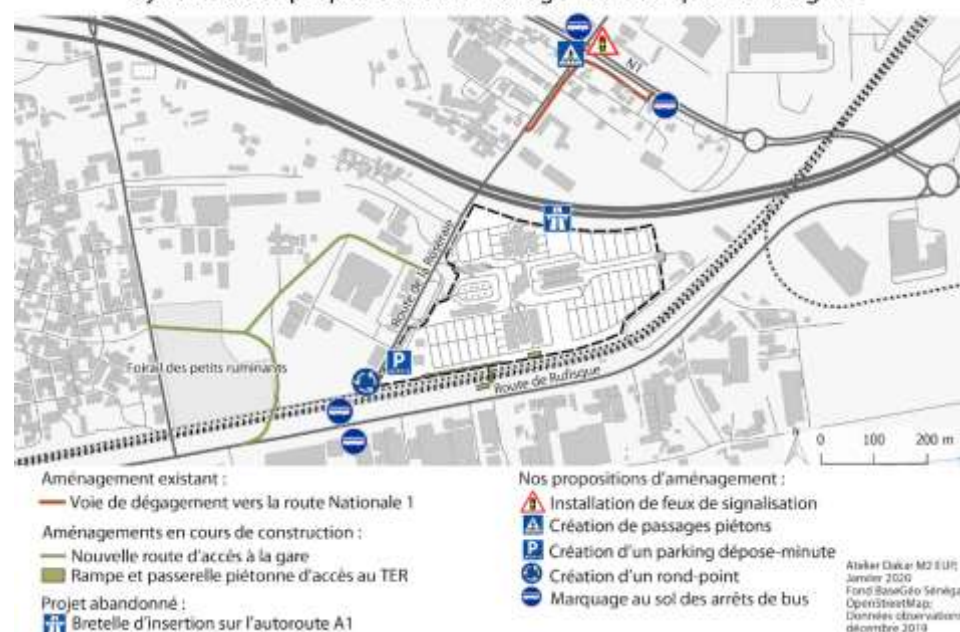 N1
Route de la Roseraie
Foirail des petits ruminants
P
Route de Rufisque
0 100 200 m
Aménagement existant :
Voie de dégagement vers la route Nationale 1
Aménagements en cours de construction :
Nouvelle route d'accés à la gare
Rampe et passerelle piétonne d'accès au TER
Projet abandonné :
Bretelle d'insertion sur l'autoroute A1
Nos propositions d'aménagement :
Installation de feux de signalisation
Création de passages piétons
P Création d'un parking dépose-minute
Création d'un rond-point
Marquage au sol des arrêts de bus
Atelier Dakar M2 EUP,
Janvier 2020
Fond BaseGéo Sénégal
OpenStreetMap;
Données observations
décembre 2019